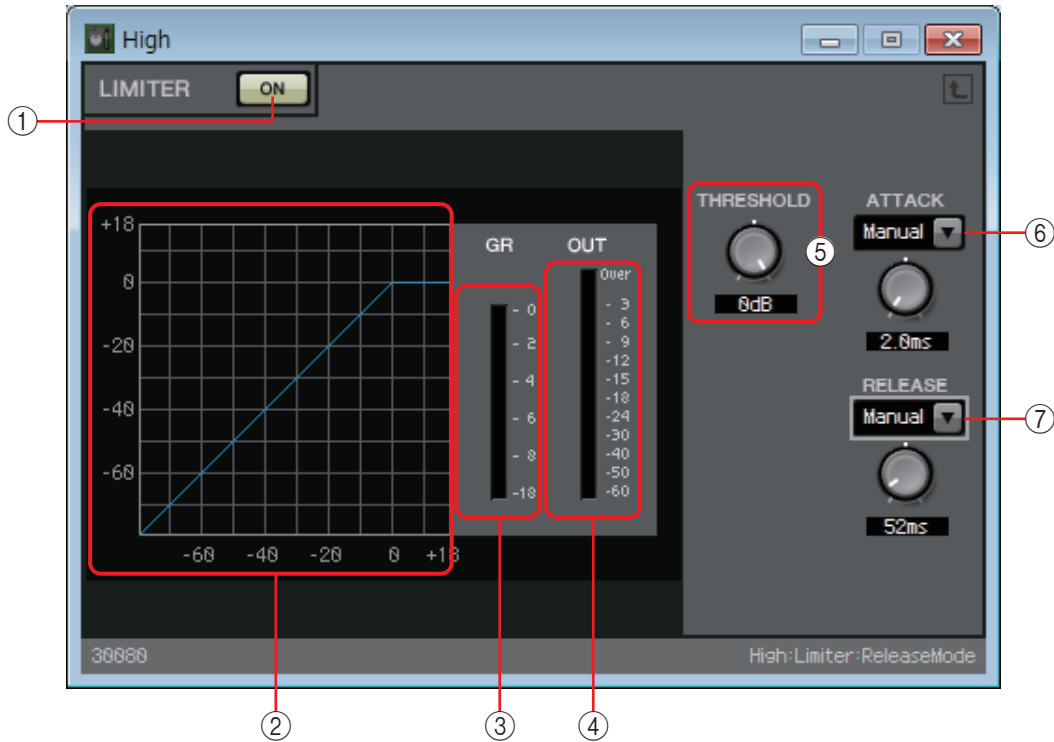 High
LIMITER ON
①
THRESHOLD ATTACK
+18 GR OUT Manual ⑥
⑤
0 Over
0dB
- 0 - 3
- 6
-20 - 2 - 9 2.0ms
-12
- 4 -15 RELEASE
-40 -18 Manual ⑦
- 6 -24
-30
-60 - 8 -40
-50
-18 -60
52ms
-60 -40 -20 0 +18
30080 High:Limiter:ReleaseMode
② ③ ④